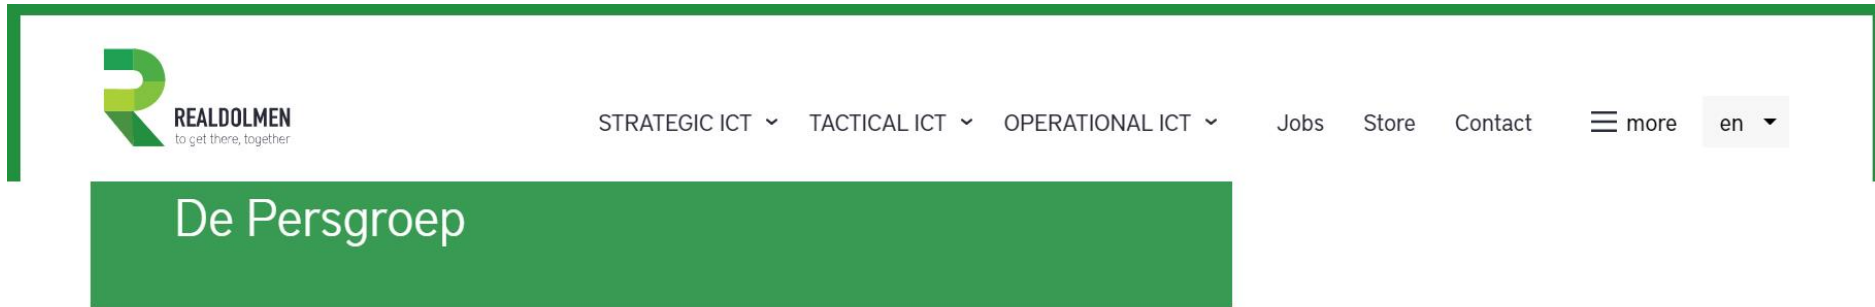 REALDOLMEN
to get there, together
STRATEGIC ICT TACTICAL ICT OPERATIONAL ICT Jobs Store Contact more en
De Persgroep